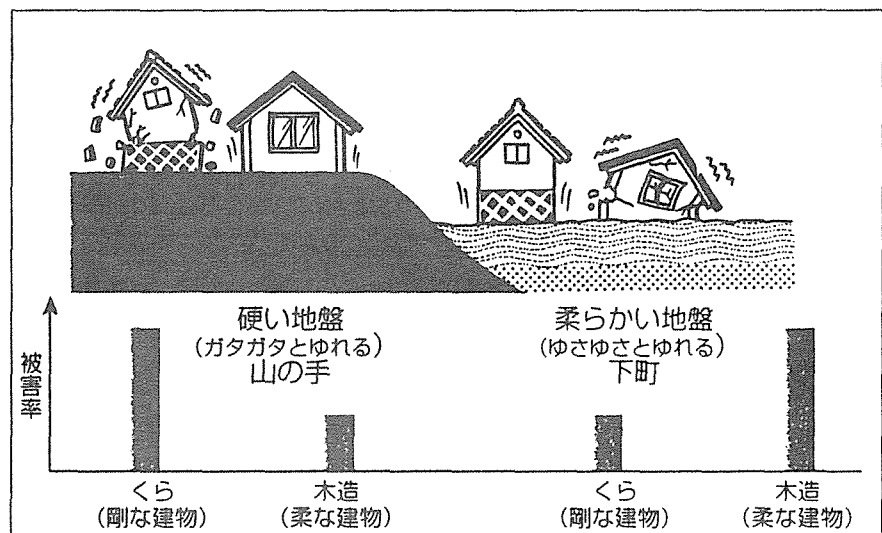 硬い地盤
(ガタガタとゆれる)
山の手
柔らかい地盤
(ゆさゆさとゆれる)
下町
被害率
くら
(剛な建物)
木造
(柔な建物)
くら
(剛な建物)
木造
(柔な建物)